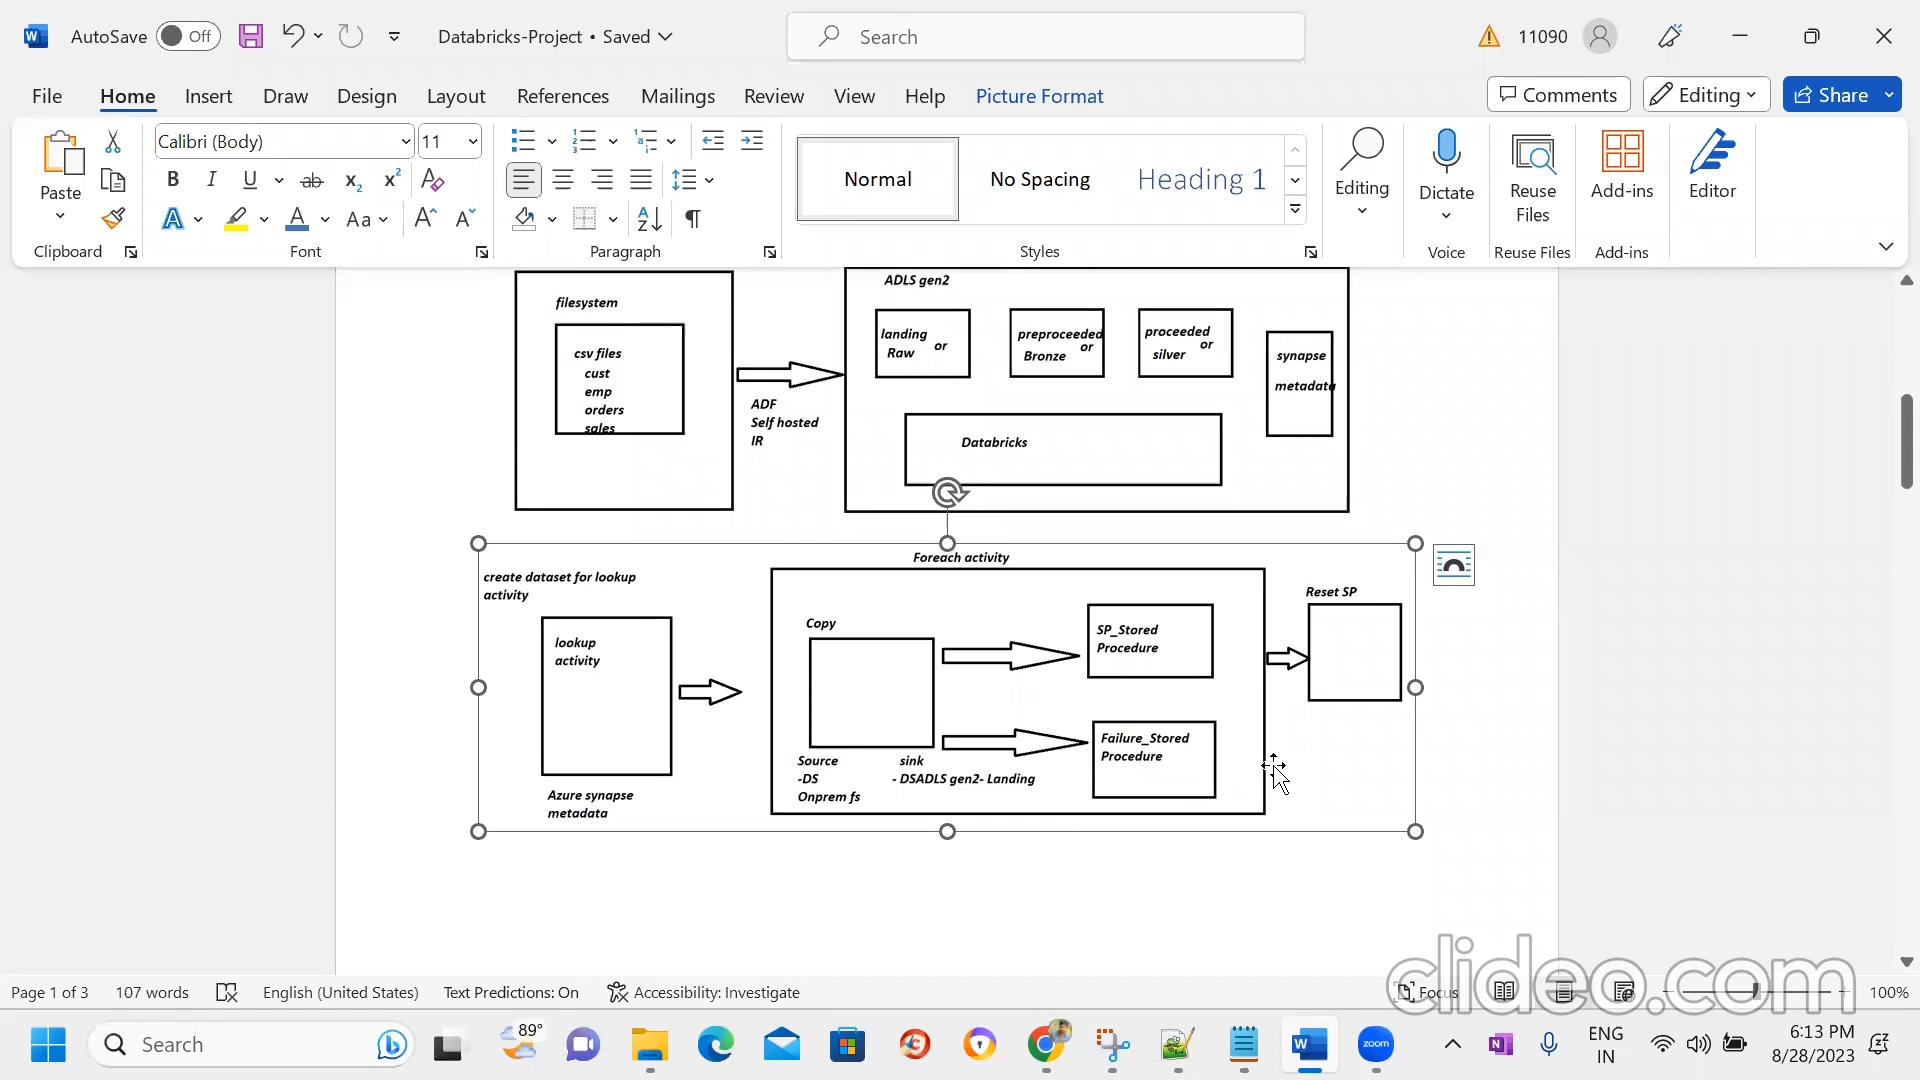 AutoSave Off Databricks-Project • Saved Search 11090
File Home Insert Draw Design Layout References Mailings Review View Help Picture Format Comments Editing Share
Calibri (Body) 11
Paste
Normal No Spacing Heading 1
Editing Dictate Reuse Files Add-ins Editor
Clipboard Font Paragraph Styles Voice Reuse Files Add-ins
filesystem
csv files
cust
emp
orders
sales
ADF
Self hosted
IR
ADLS gen2
landing or
Raw
preproceeded
or
Bronze
proceeded
or
silver
synapse
metadata
Databricks
create dataset for lookup
activity
lookup
activity
Azure synapse
metadata
Foreach activity
Copy
Source sink
-DS - DSADLS gen2- Landing
Onprem fs
SP_Stored
Procedure
Failure_Stored
Procedure
Reset SP
clideo.com
Page 1 of 3 107 words English (United States) Text Predictions: On Accessibility: Investigate Focus 100%
Search 89° zoom ENG
IN
6:13 PM
8/28/2023